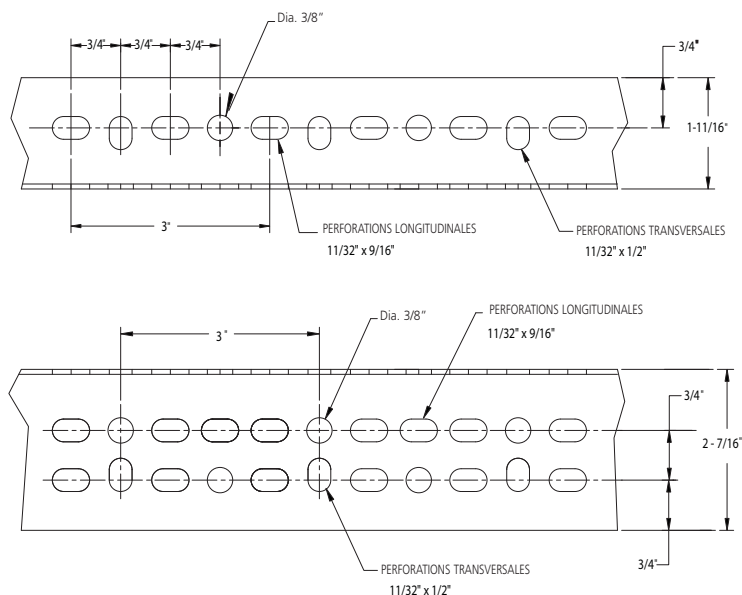 Dia. 3/8"
3/4" 3/4" 3/4"
3/4"
1-11/16"
3"
PERFORATIONS LONGITUDINALES
11/32" x 9/16"
PERFORATIONS TRANSVERSALES
11/32" x 1/2"
3 "
Dia. 3/8"
PERFORATIONS LONGITUDINALES
11/32" x 9/16"
3/4"
2 - 7/16"
3/4"
PERFORATIONS TRANSVERSALES
11/32" x 1/2"